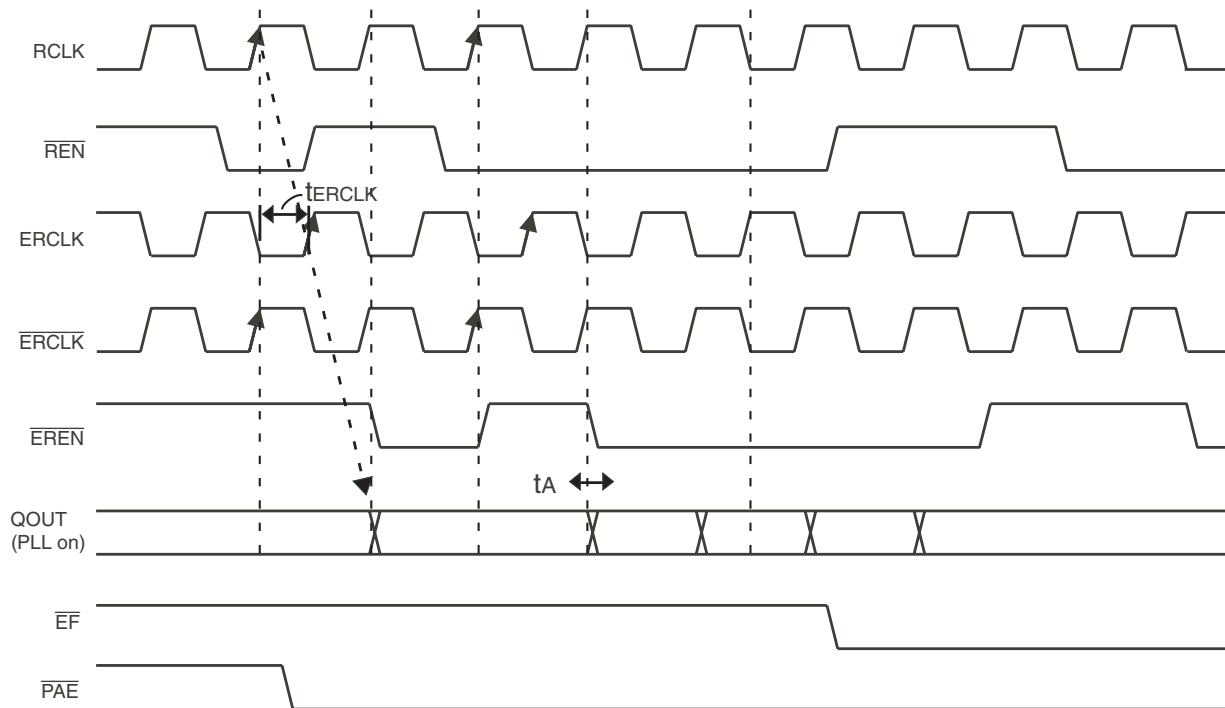 RCLK
REN
tERCLK
ERCLK
ERCLK
EREN
tA
QOUT
(PLL on)
EF
PAE